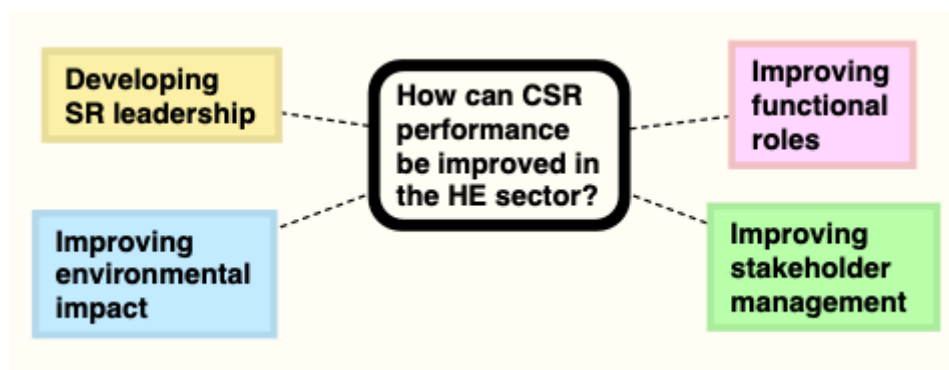 Developing
SR leadership
How can CSR
performance
be improved in
the HE sector?
Improving
functional
roles
Improving
environmental
impact
Improving
stakeholder
management